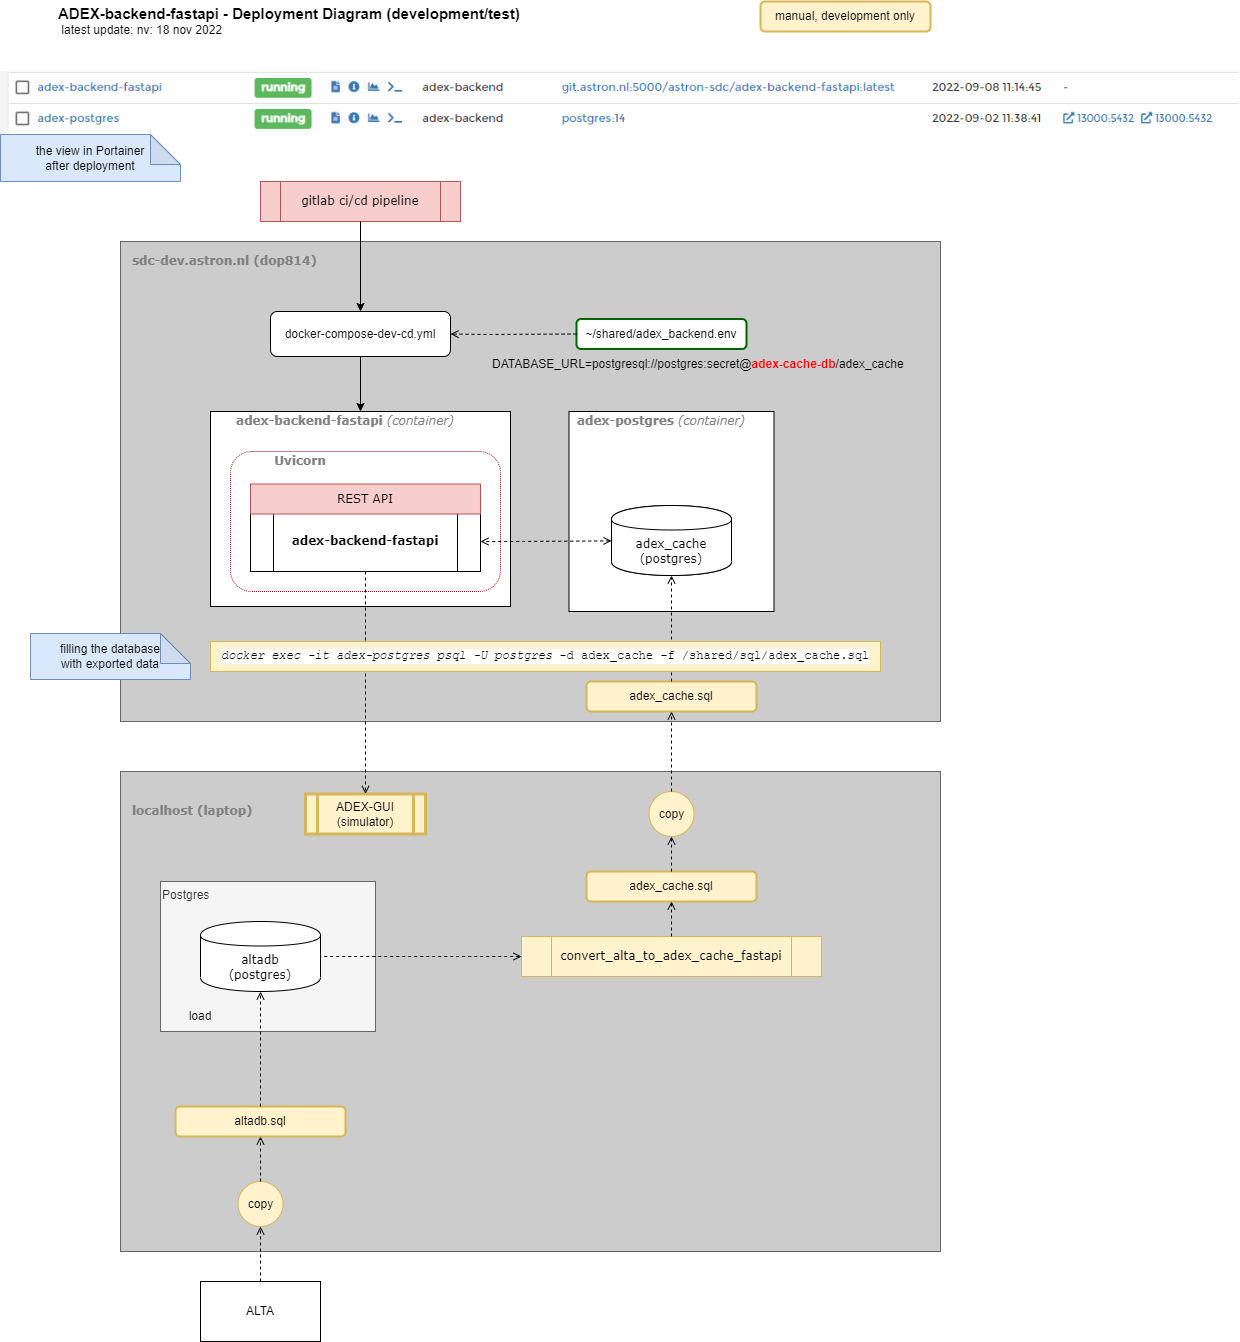 ADEX-backend-fastapi - Deployment Diagram (development/test)
latest update: nv: 18 nov 2022
manual, development only
adex-backend-fastapi running adex-backend git.astron.nl:5000/astron-sdc/adex-backend-fastapi:latest 2022-09-08 11:14:45 -
adex-postgres running adex-backend postgres:14 2022-09-02 11:38:41 13000:5432 13000:5432
the view in Portainer
after deployment
gitlab ci/cd pipeline
sdc-dev.astron.nl (dop814)
docker-compose-dev-cd.yml
~/shared/adex_backend.env
DATABASE_URL=postgresql://postgres:secret@adex-cache-db/adex_cache
adex-backend-fastapi (container)
adex-postgres (container)
Uvicorn
REST API
adex-backend-fastapi
adex_cache
(postgres)
filling the database
with exported data
docker exec -it adex-postgres psql -U postgres -d adex_cache -f /shared/sql/adex_cache.sql
adex_cache.sql
localhost (laptop)
ADEX-GUI
(simulator)
copy
adex_cache.sql
Postgres
altadb
(postgres)
convert_alta_to_adex_cache_fastapi
load
altadb.sql
copy
ALTA